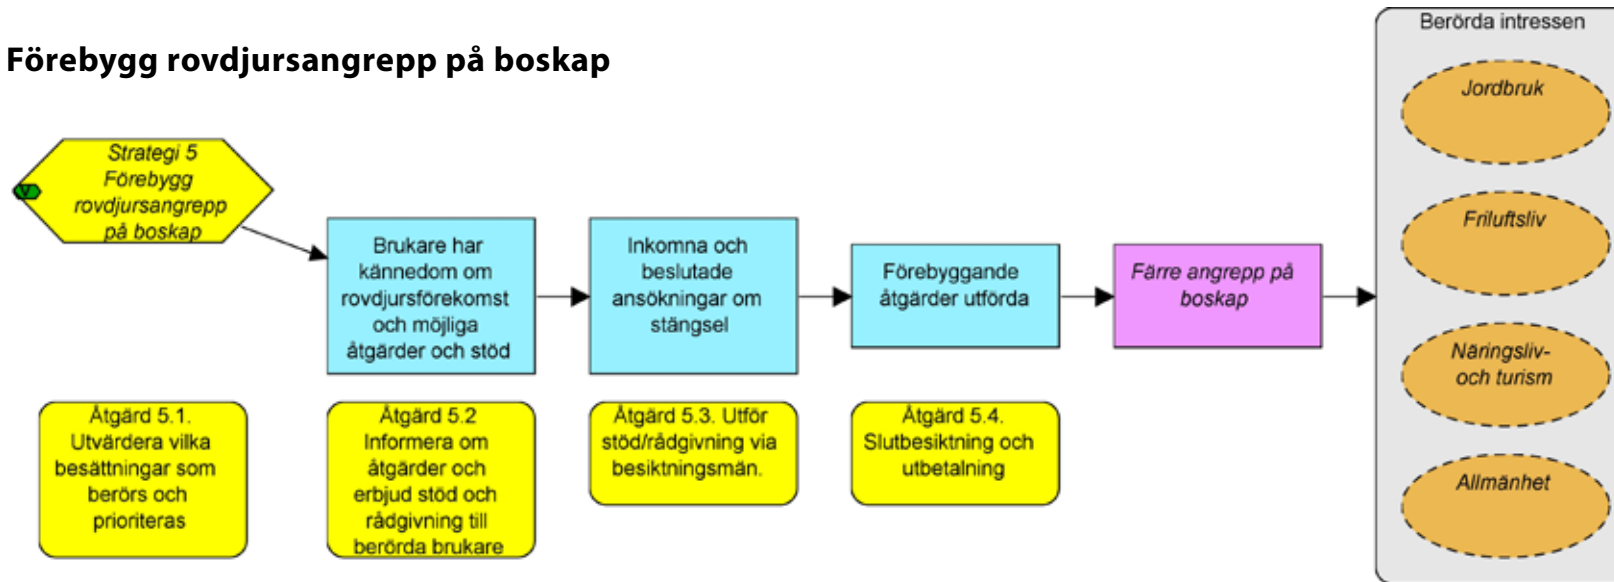 Förebygg rovdjursangrepp på boskap
Strategi 5
Förebygg
rovdjursangrepp
på boskap
Brukare har
kännedom om
rovdjursförekomst
och möjliga
åtgärder och stöd
Inkomna och
beslutade
ansökningar om
stängsel
Förebyggande
åtgärder utförda
Färre angrepp på
boskap
Berörda intressen
Jordbruk
Friluftsliv
Näringsliv-
och turism
Allmänhet
Åtgärd 5.1.
Utvärdera vilka
besättningar som
berörs och
prioriteras
Åtgärd 5.2
Informera om
åtgärder och
erbjud stöd och
rådgivning till
berörda brukare
Åtgärd 5.3. Utför
stöd/rådgivning via
besiktningsmän.
Åtgärd 5.4.
Slutbesiktning och
utbetalning